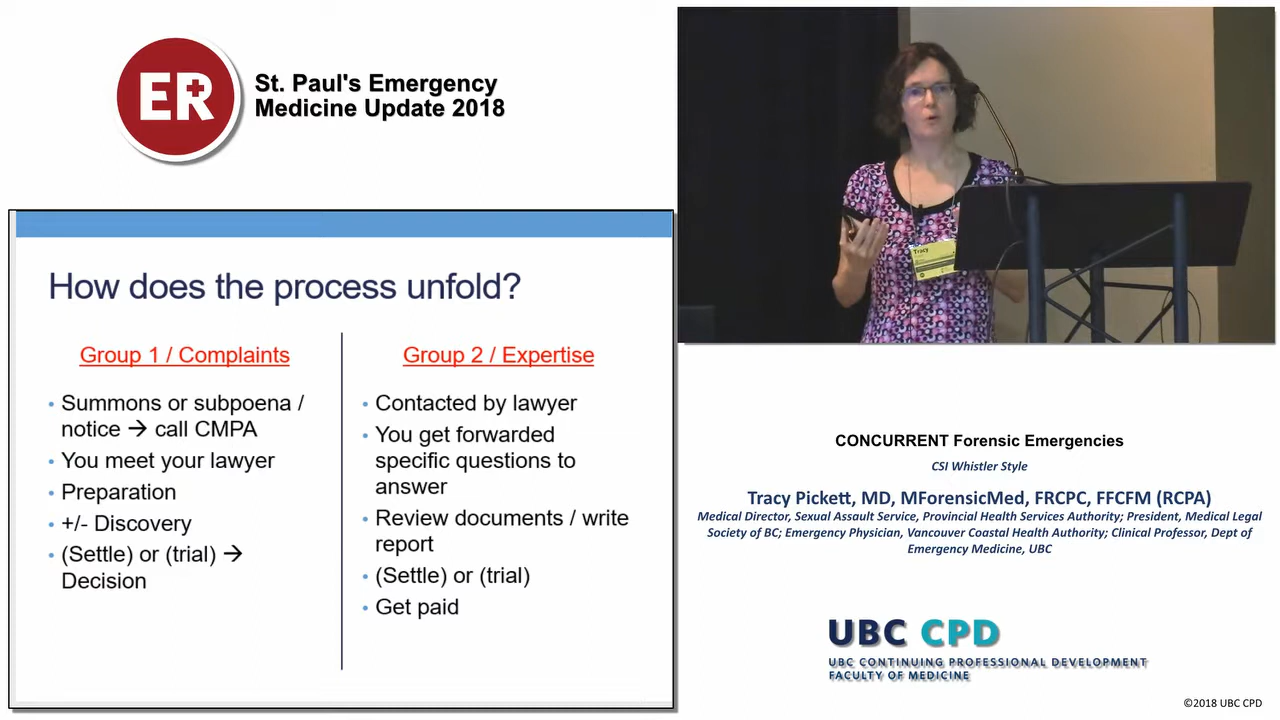 ER
St. Paul's Emergency
Medicine Update 2018
How does the process unfold?
Group 1 / Complaints
• Summons or subpoena /
notice → call CMPA
• You meet your lawyer
• Preparation
• +/- Discovery
• (Settle) or (trial) →
Decision
Group 2 / Expertise
• Contacted by lawyer
• You get forwarded
specific questions to
answer
• Review documents / write
report
• (Settle) or (trial)
• Get paid
Tracy
CONCURRENT Forensic Emergencies
CSI Whistler Style
Tracy Pickett, MD, MForensicMed, FRCPC, FFCFM (RCPA)
Medical Director, Sexual Assault Service, Provincial Health Services Authority; President, Medical Legal
Society of BC; Emergency Physician, Vancouver Coastal Health Authority; Clinical Professor, Dept of
Emergency Medicine, UBC
UBC CPD
UBC CONTINUING PROFESSIONAL DEVELOPMENT
FACULTY OF MEDICINE
©2018 UBC CPD